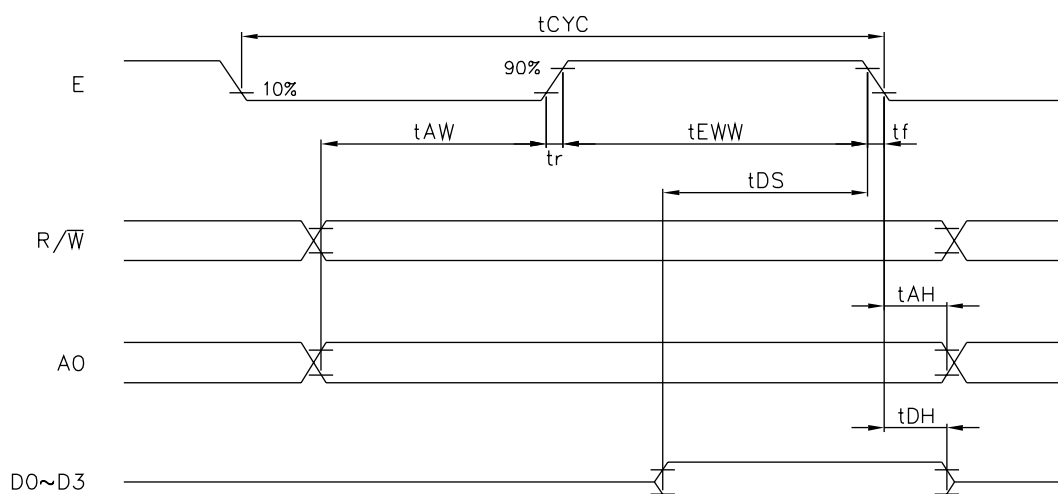 tCYC
E
10%
90%
tAW
tr
tEWW
tf
tDS
R/W̅
tAH
A0
tDH
D0~D3